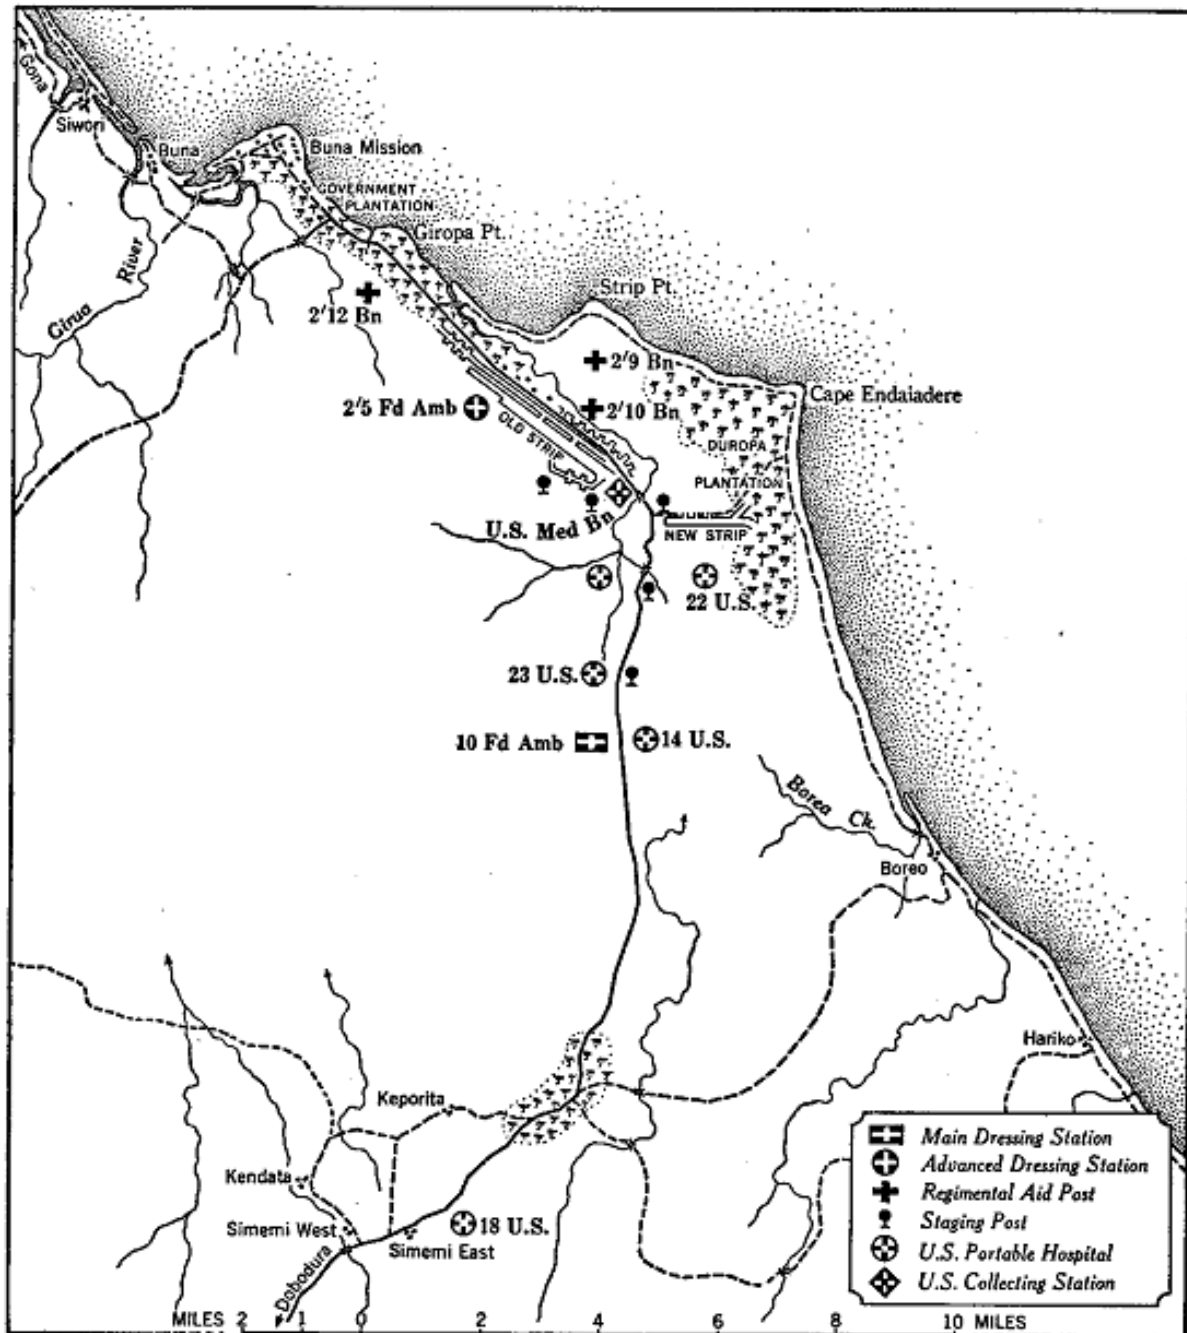 Gona
Siwori
Buna
Buna Mission
GOVERNMENT
PLANTATION
Giropa Pt.
River
Girua
Strip Pt.
2'12 Bn
2'9 Bn
Cape Endaiadere
2'5 Fd Amb
2'10 Bn
OLD STRIP
DUROPA
PLANTATION
U.S. Med Bn
NEW STRIP
22 U.S.
23 U.S.
10 Fd Amb
14 U.S.
Borea Ck.
Boreo
Hariko
Keporita
Kendata
Simemi West
18 U.S.
Simemi East
Dobodura
Main Dressing Station
Advanced Dressing Station
Regimental Aid Post
Staging Post
U.S. Portable Hospital
U.S. Collecting Station
MILES 2 1 0 2 4 6 8 10 MILES